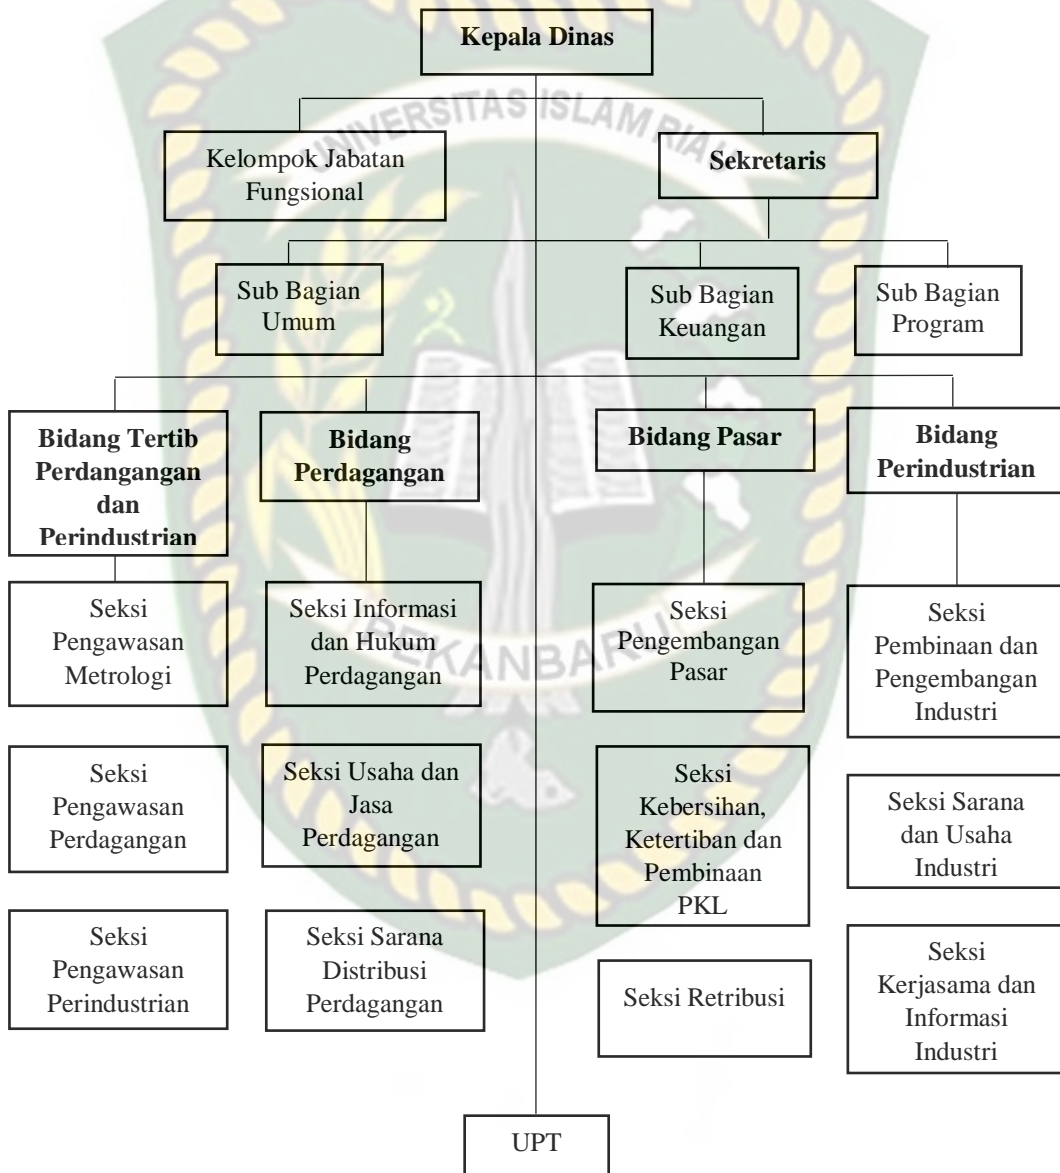 Kepala Dinas
UNIVERSITAS ISLAM RIAU
Kelompok Jabatan
Fungsional
Sekretaris
Sub Bagian
Umum
Sub Bagian
Keuangan
Sub Bagian
Program
Bidang Tertib
Perdangangan
dan
Perindustrian
Bidang
Perdagangan
Bidang Pasar
Bidang
Perindustrian
Seksi
Pengawasan
Metrologi
Seksi Informasi
dan Hukum
Perdagangan
Seksi
Pengembangan
Pasar
Seksi
Pembinaan dan
Pengembangan
Industri
PEKANBARU
Seksi
Pengawasan
Perdagangan
Seksi Usaha dan
Jasa
Perdagangan
Seksi
Kebersihan,
Ketertiban dan
Pembinaan
PKL
Seksi Sarana
dan Usaha
Industri
Seksi
Pengawasan
Perindustrian
Seksi Sarana
Distribusi
Perdagangan
Seksi Retribusi
Seksi
Kerjasama dan
Informasi
Industri
UPT